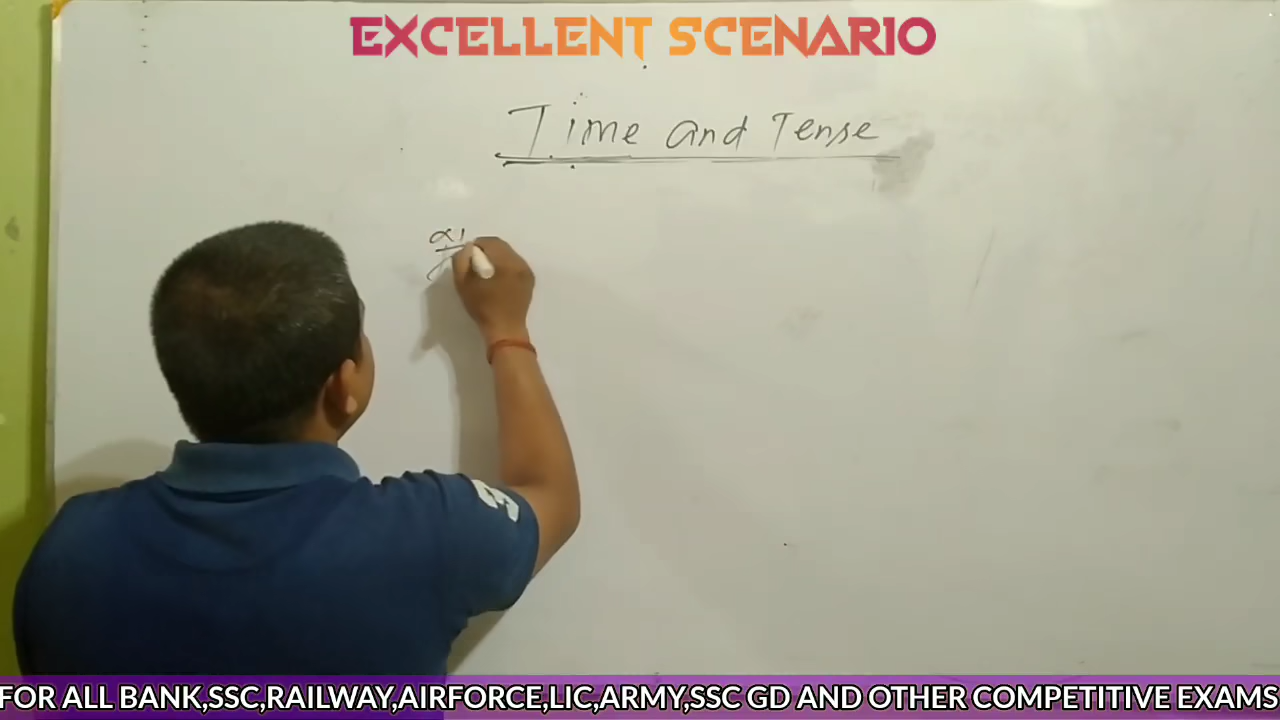 EXCELLENT SCENARIO
Time and Tense
FOR ALL BANK,SSC,RAILWAY,AIRFORCE,LIC,ARMY,SSC GD AND OTHER COMPETITIVE EXAMS